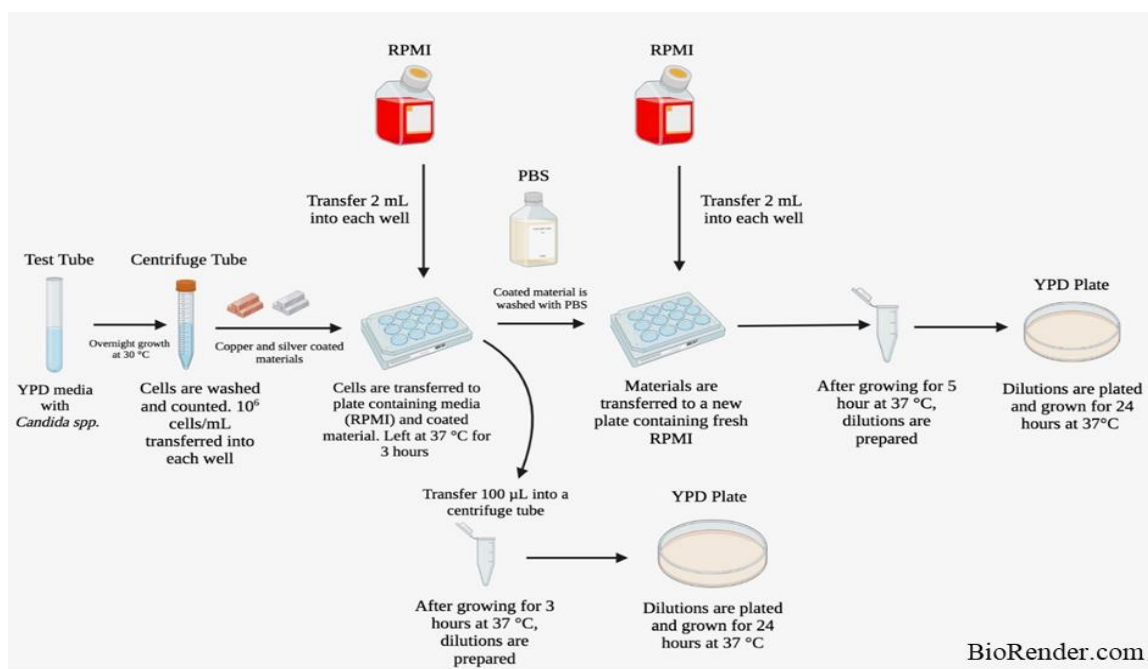 RPMI
RPMI
Transfer 2 mL
into each well
PBS
Transfer 2 mL
into each well
Test Tube
Centrifuge Tube
YPD Plate
Coated material is
washed with PBS
Overnight growth
at 30 °C
Copper and silver coated
materials
YPD media
with
Candida spp.
Cells are washed
and counted. 10⁶
cells/mL
transferred into
each well
Cells are transferred to
plate containing media
(RPMI) and coated
material. Left at 37 °C for
3 hours
Materials are
transferred to a new
plate containing fresh
RPMI
After growing for 5
hour at 37 °C,
dilutions are
prepared
Dilutions are plated
and grown for 24
hours at 37°C
Transfer 100 µL into a
centrifuge tube
YPD Plate
After growing for 3
hours at 37 °C,
dilutions are
prepared
Dilutions are plated
and grown for 24
hours at 37 °C
BioRender.com